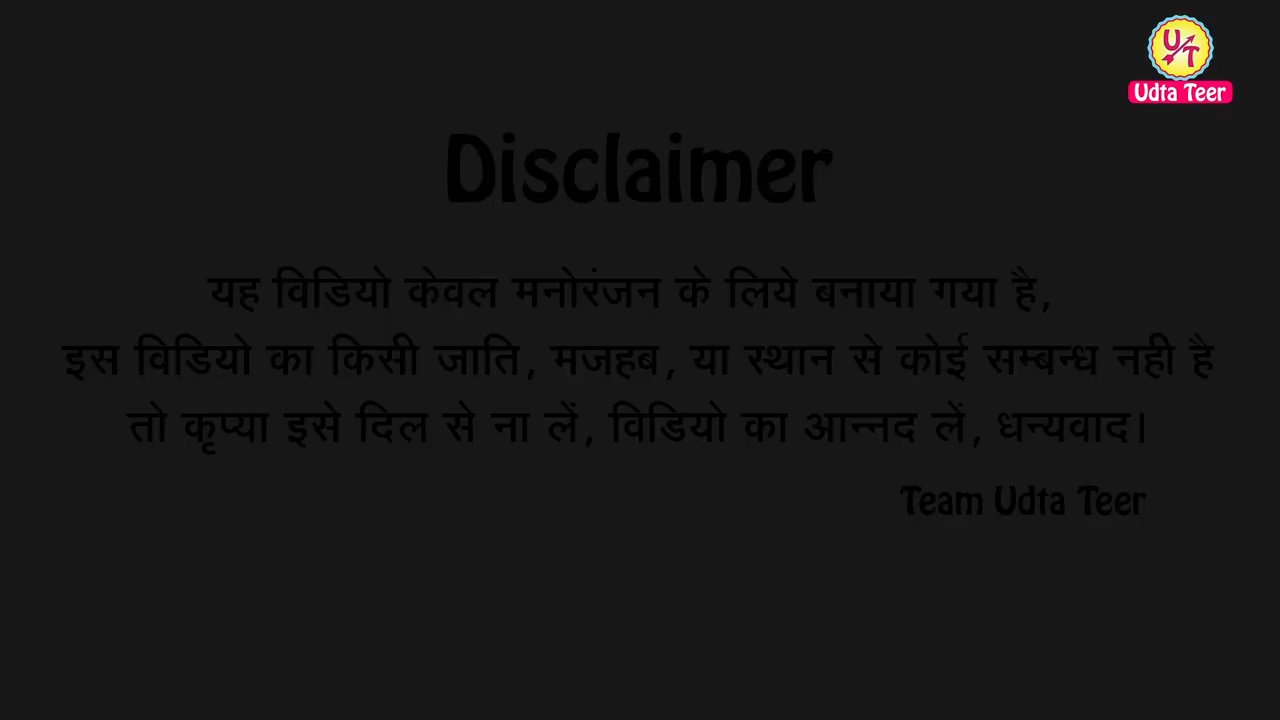 UT
Udta Teer
Disclaimer
यह विडियो केवल मनोरंजन के लिये बनाया गया है,
इस विडियो का किसी जाति, मजहब, या स्थान से कोई सम्बन्ध नही है
तो कृप्या इसे दिल से ना लें, विडियो का आन्नद लें, धन्यवाद।
Team Udta Teer